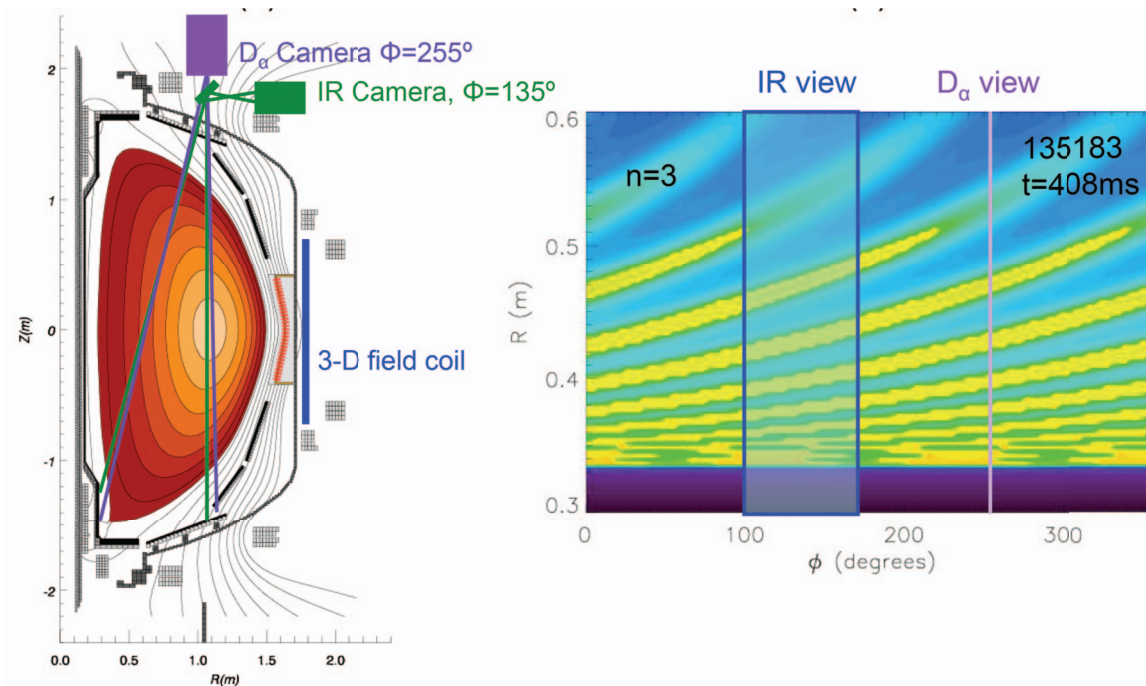 Dα Camera Φ=255º
IR Camera, Φ=135º
3-D field coil
2
1
0
-1
-2
Z(m)
0.0 0.5 1.0 1.5 2.0
R(m)
IR view
Dα view
n=3
135183
t=408ms
0.6
0.5
0.4
0.3
R (m)
0 100 200 300
ϕ (degrees)